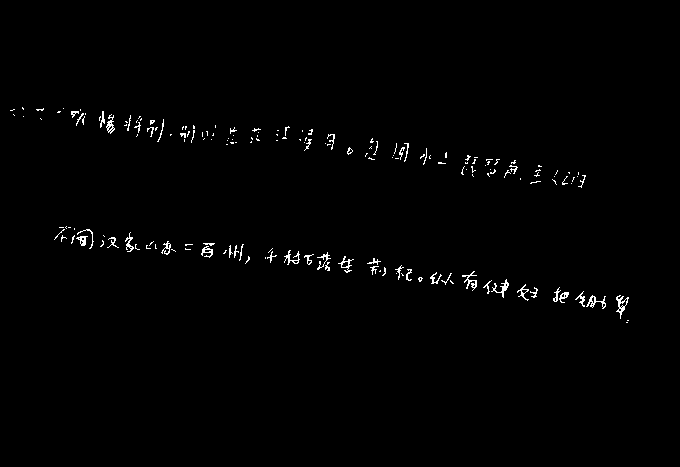 欢惨将别,别时茫茫江浸月。忽闻水上琵琶声,主人
不闻汉家山东二百州,千村万落生荆杞。纵有健妇把锄犁,